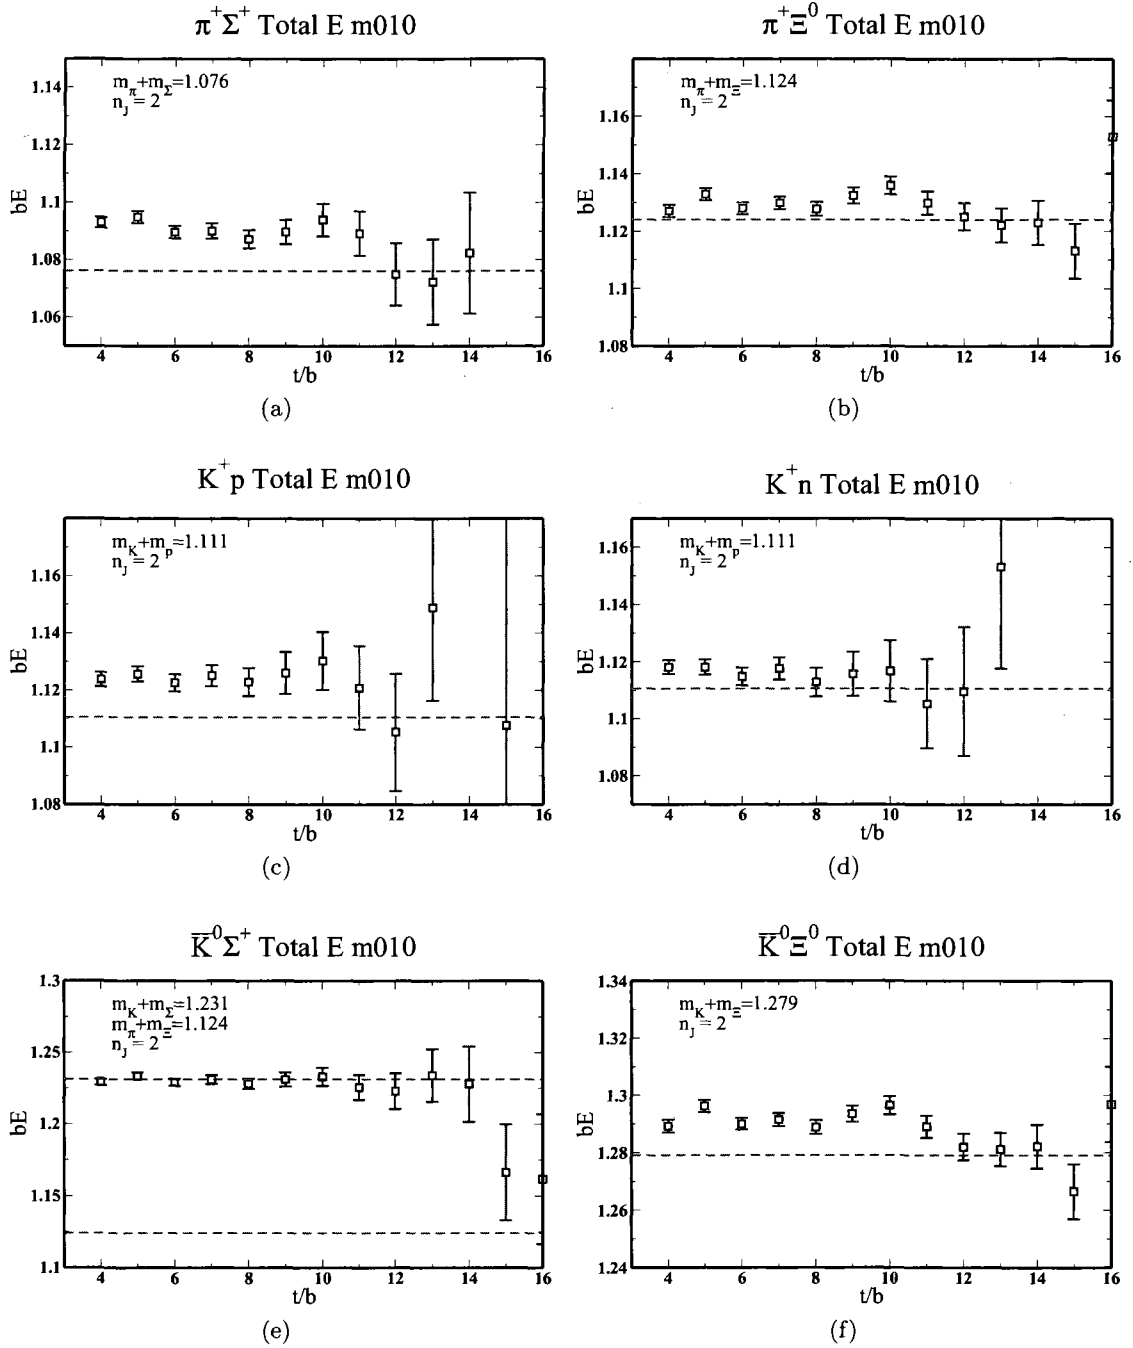 π⁺Σ⁺ Total E m010
m_π+m_Σ=1.076
n_J = 2
1.14
1.12
1.1
1.08
1.06
bE
4 6 8 10 12 14 16
t/b
(a)
π⁺Ξ⁰ Total E m010
m_π+m_Ξ=1.124
n_J = 2
1.16
1.14
1.12
1.1
1.08
bE
4 6 8 10 12 14 16
t/b
(b)
K⁺p Total E m010
m_K+m_p=1.111
n_J = 2
1.16
1.14
1.12
1.1
1.08
bE
4 6 8 10 12 14 16
t/b
(c)
K⁺n Total E m010
m_K+m_p=1.111
n_J = 2
1.16
1.14
1.12
1.1
1.08
bE
4 6 8 10 12 14 16
t/b
(d)
K̅⁰Σ⁺ Total E m010
m_K+m_Σ=1.231
m_π+m_Ξ=1.124
n_J = 2
1.3
1.25
1.2
1.15
1.1
bE
4 6 8 10 12 14 16
t/b
(e)
K̅⁰Ξ⁰ Total E m010
m_K+m_Ξ=1.279
n_J = 2
1.34
1.32
1.3
1.28
1.26
1.24
bE
4 6 8 10 12 14 16
t/b
(f)